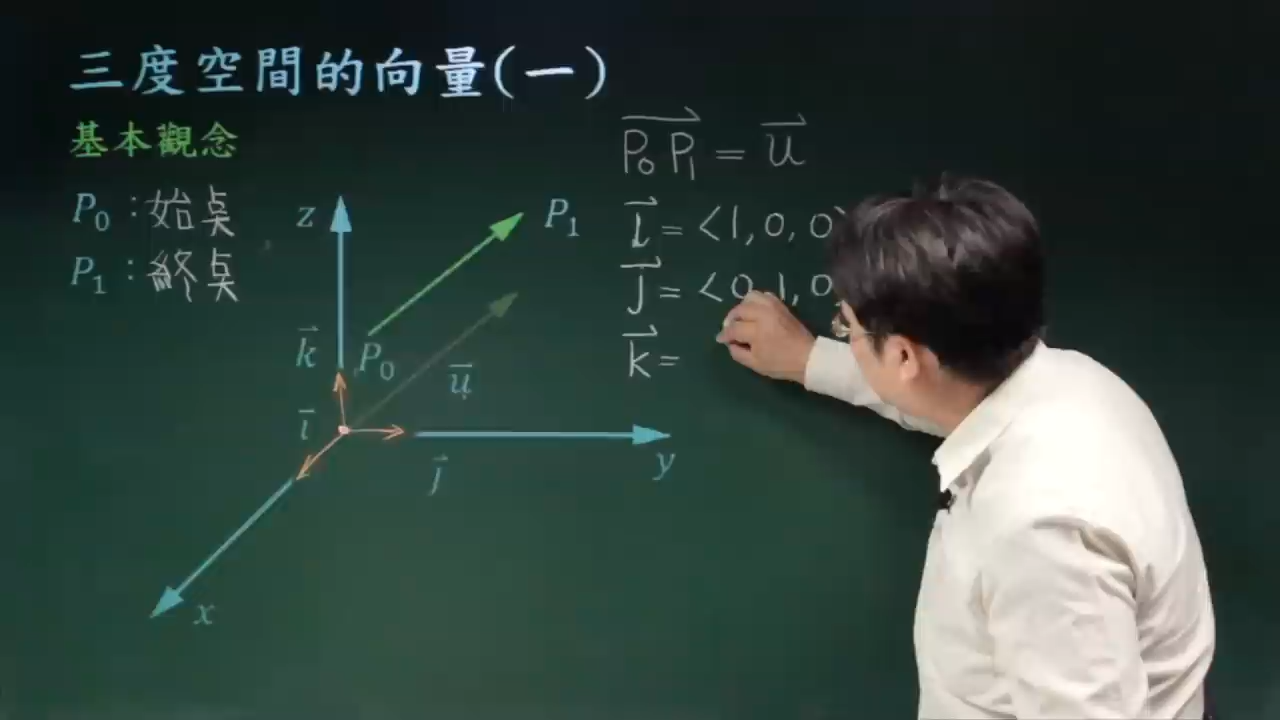 三度空間的向量(一)
基本觀念
P₀:始点
P₁:終点
z
P₁
k⃗
P₀
u⃗
i⃗
j⃗
y
x
P₀P₁⃗ = u⃗
i⃗ = <1, 0, 0
j⃗ = <0, 1, 0
k⃗ =